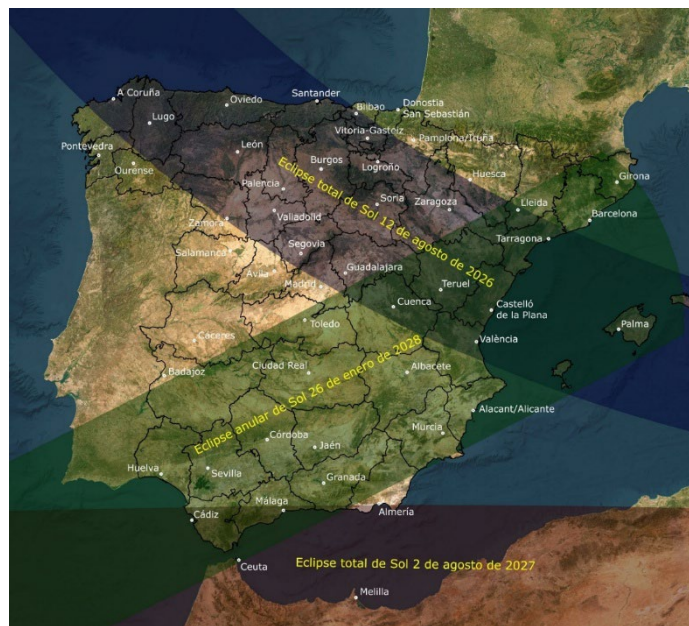 A Coruña
Lugo
Oviedo
Santander
Bilbao
Donostia
San Sebastián
Vitoria-Gasteiz
Pamplona/Iruña
Pontevedra
Ourense
León
Burgos
Logroño
Huesca
Girona
Palencia
Eclipse total de Sol 12 de agosto de 2026
Soria
Zaragoza
Lleida
Barcelona
Zamora
Valladolid
Tarragona
Salamanca
Segovia
Ávila
Guadalajara
Madrid
Teruel
Cuenca
Castelló
de la Plana
Toledo
Palma
Cáceres
València
Badajoz
Ciudad Real
Eclipse anular de Sol 26 de enero de 2028
Albacete
Alacant/Alicante
Córdoba
Jaén
Murcia
Huelva
Sevilla
Granada
Cádiz
Málaga
Almería
Ceuta
Eclipse total de Sol 2 de agosto de 2027
Melilla